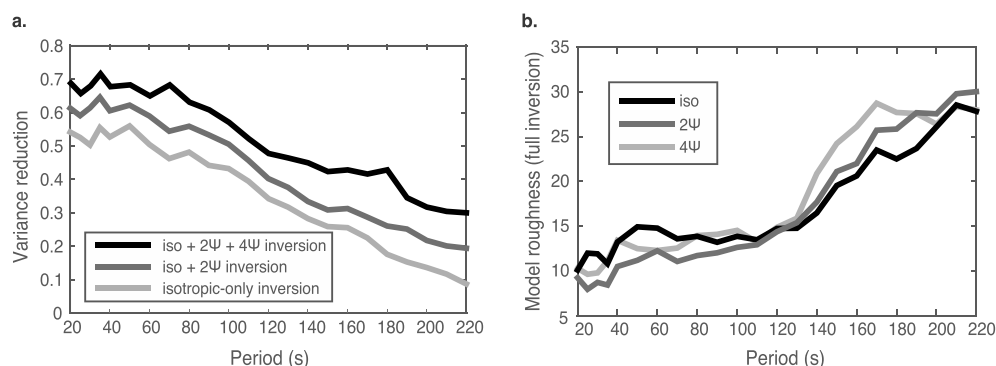 a.
Variance reduction
0.8
0.7
0.6
0.5
0.4
0.3
0.2
0.1
0
iso + 2Ψ + 4Ψ inversion
iso + 2Ψ inversion
isotropic-only inversion
20 40 60 80 100 120 140 160 180 200 220
Period (s)
b.
Model roughness (full inversion)
35
30
25
20
15
10
5
iso
2Ψ
4Ψ
20 40 60 80 100 120 140 160 180 200 220
Period (s)